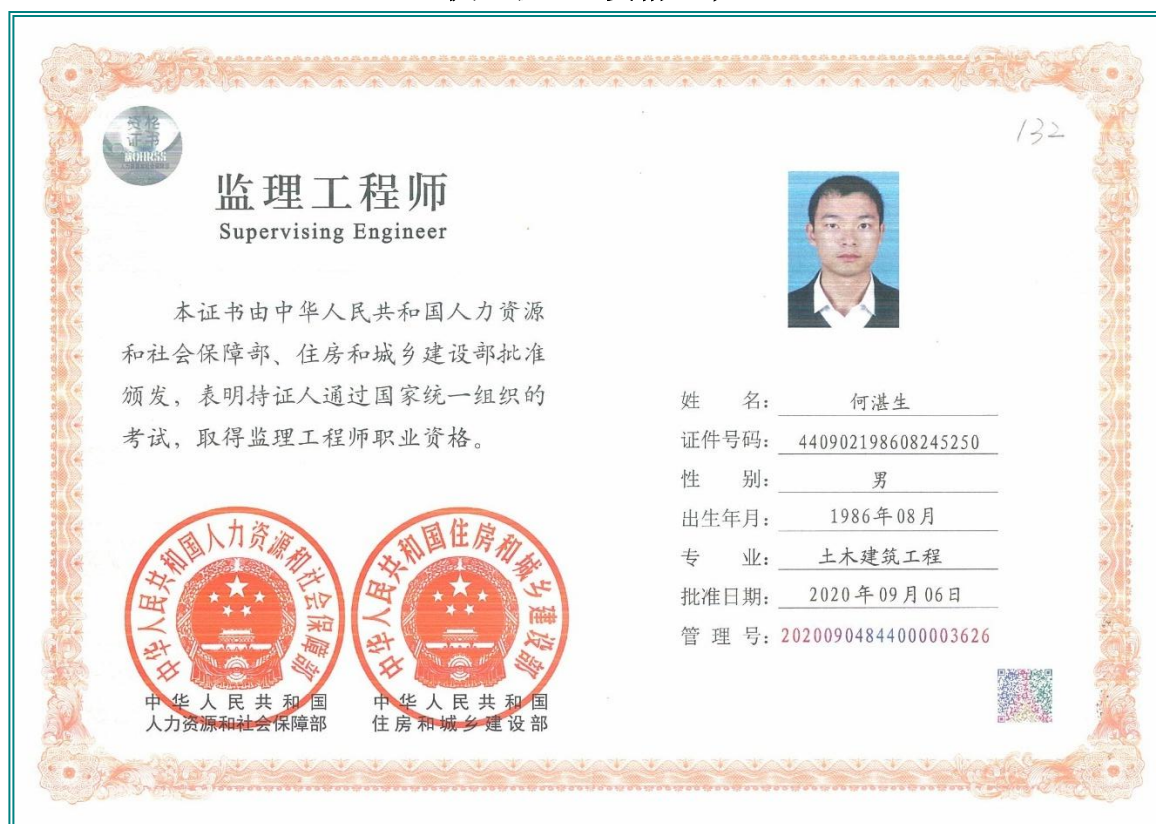 资格
证书
MOHRSS
132
监理工程师
Supervising Engineer
本证书由中华人民共和国人力资源
和社会保障部、住房和城乡建设部批准
颁发，表明持证人通过国家统一组织的
考试，取得监理工程师职业资格。
姓 名： 何湛生
证件号码： 440902198608245250
性 别： 男
出生年月： 1986年08月
专 业： 土木建筑工程
批准日期： 2020年09月06日
管 理 号：20200904844000003626
中华人民共和国人力资源和社会保障部
中华人民共和国住房和城乡建设部
中华人民共和国
人力资源和社会保障部
中华人民共和国
住房和城乡建设部